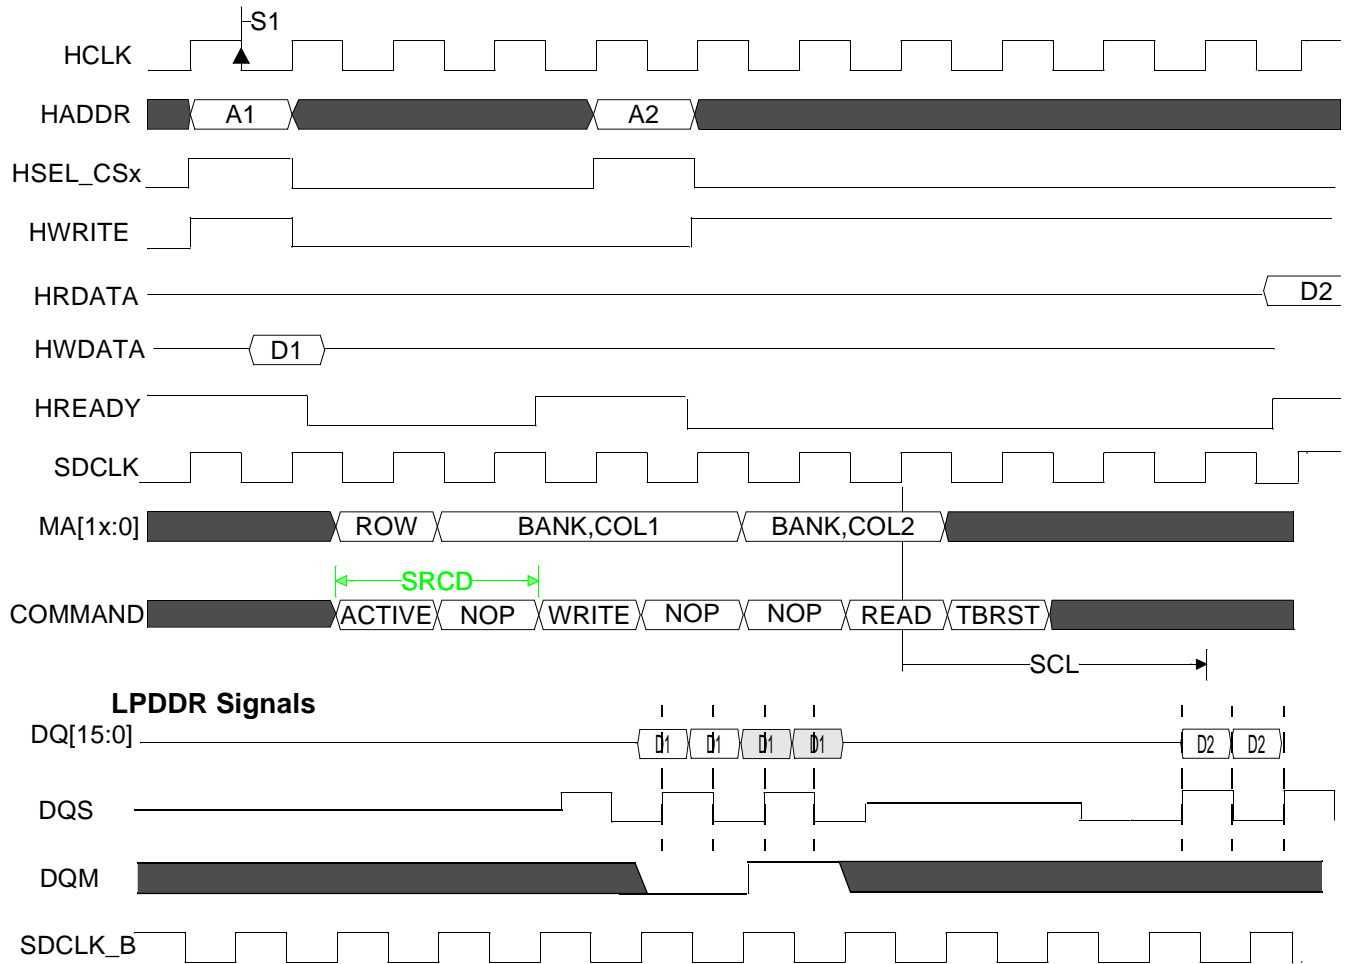 S1
HCLK
HADDR A1 A2
HSEL_CSx
HWRITE
HRDATA D2
HWDATA D1
HREADY
SDCLK
MA[1x:0] ROW BANK,COL1 BANK,COL2
SRCD
COMMAND ACTIVE NOP WRITE NOP NOP READ TBRST
SCL
LPDDR Signals
DQ[15:0] D1 D1 D1 D1 D2 D2
DQS
DQM
SDCLK_B